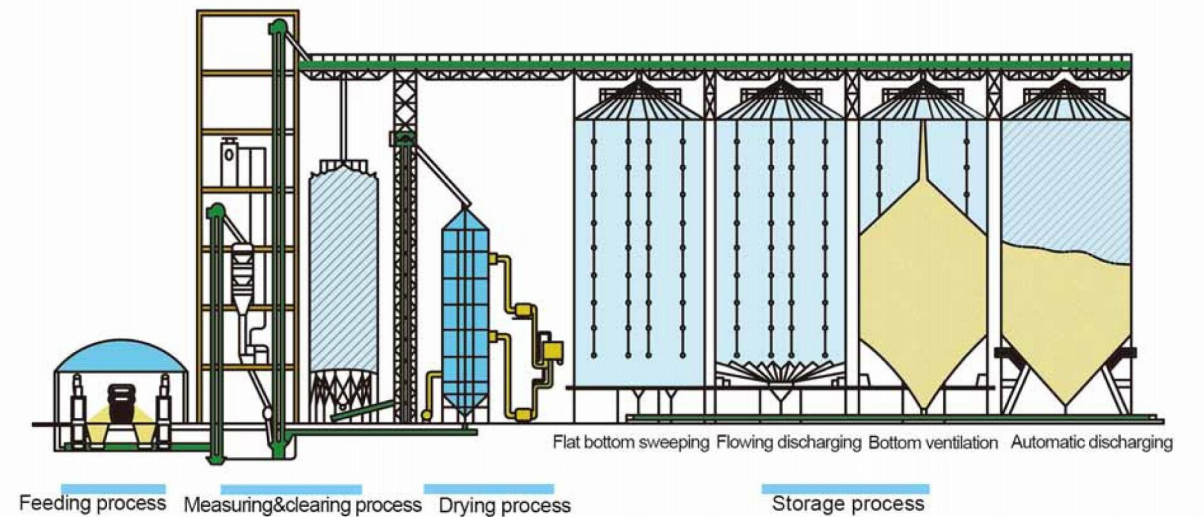 Flat bottom sweeping Flowing discharging Bottom ventilation Automatic discharging
Feeding process Measuring&clearing process Drying process Storage process